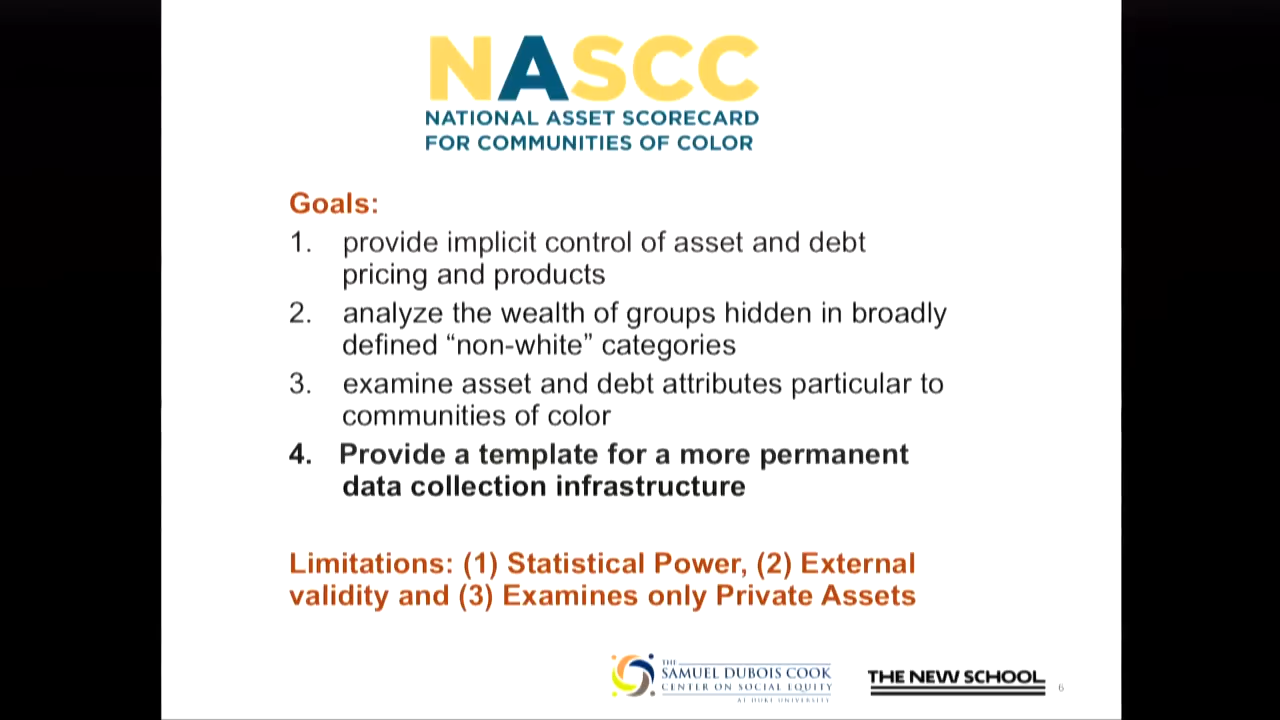 NASCC
NATIONAL ASSET SCORECARD
FOR COMMUNITIES OF COLOR
Goals:
1. provide implicit control of asset and debt
pricing and products
2. analyze the wealth of groups hidden in broadly
defined “non-white” categories
3. examine asset and debt attributes particular to
communities of color
4. Provide a template for a more permanent
data collection infrastructure
Limitations: (1) Statistical Power, (2) External
validity and (3) Examines only Private Assets
THE
SAMUEL DUBOIS COOK
CENTER ON SOCIAL EQUITY
AT DUKE UNIVERSITY
THE NEW SCHOOL
6